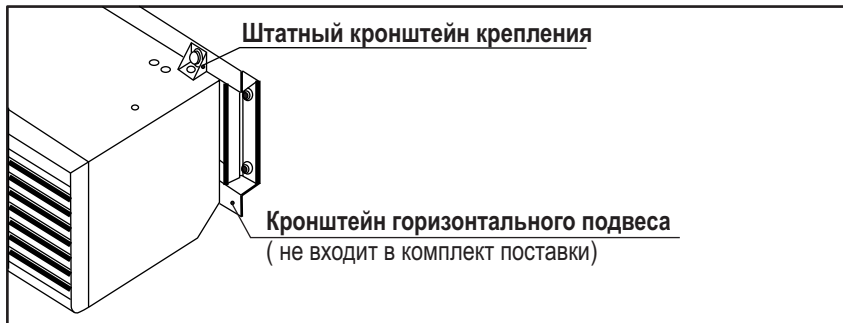 Штатный кронштейн крепления
Кронштейн горизонтального подвеса
( не входит в комплект поставки)